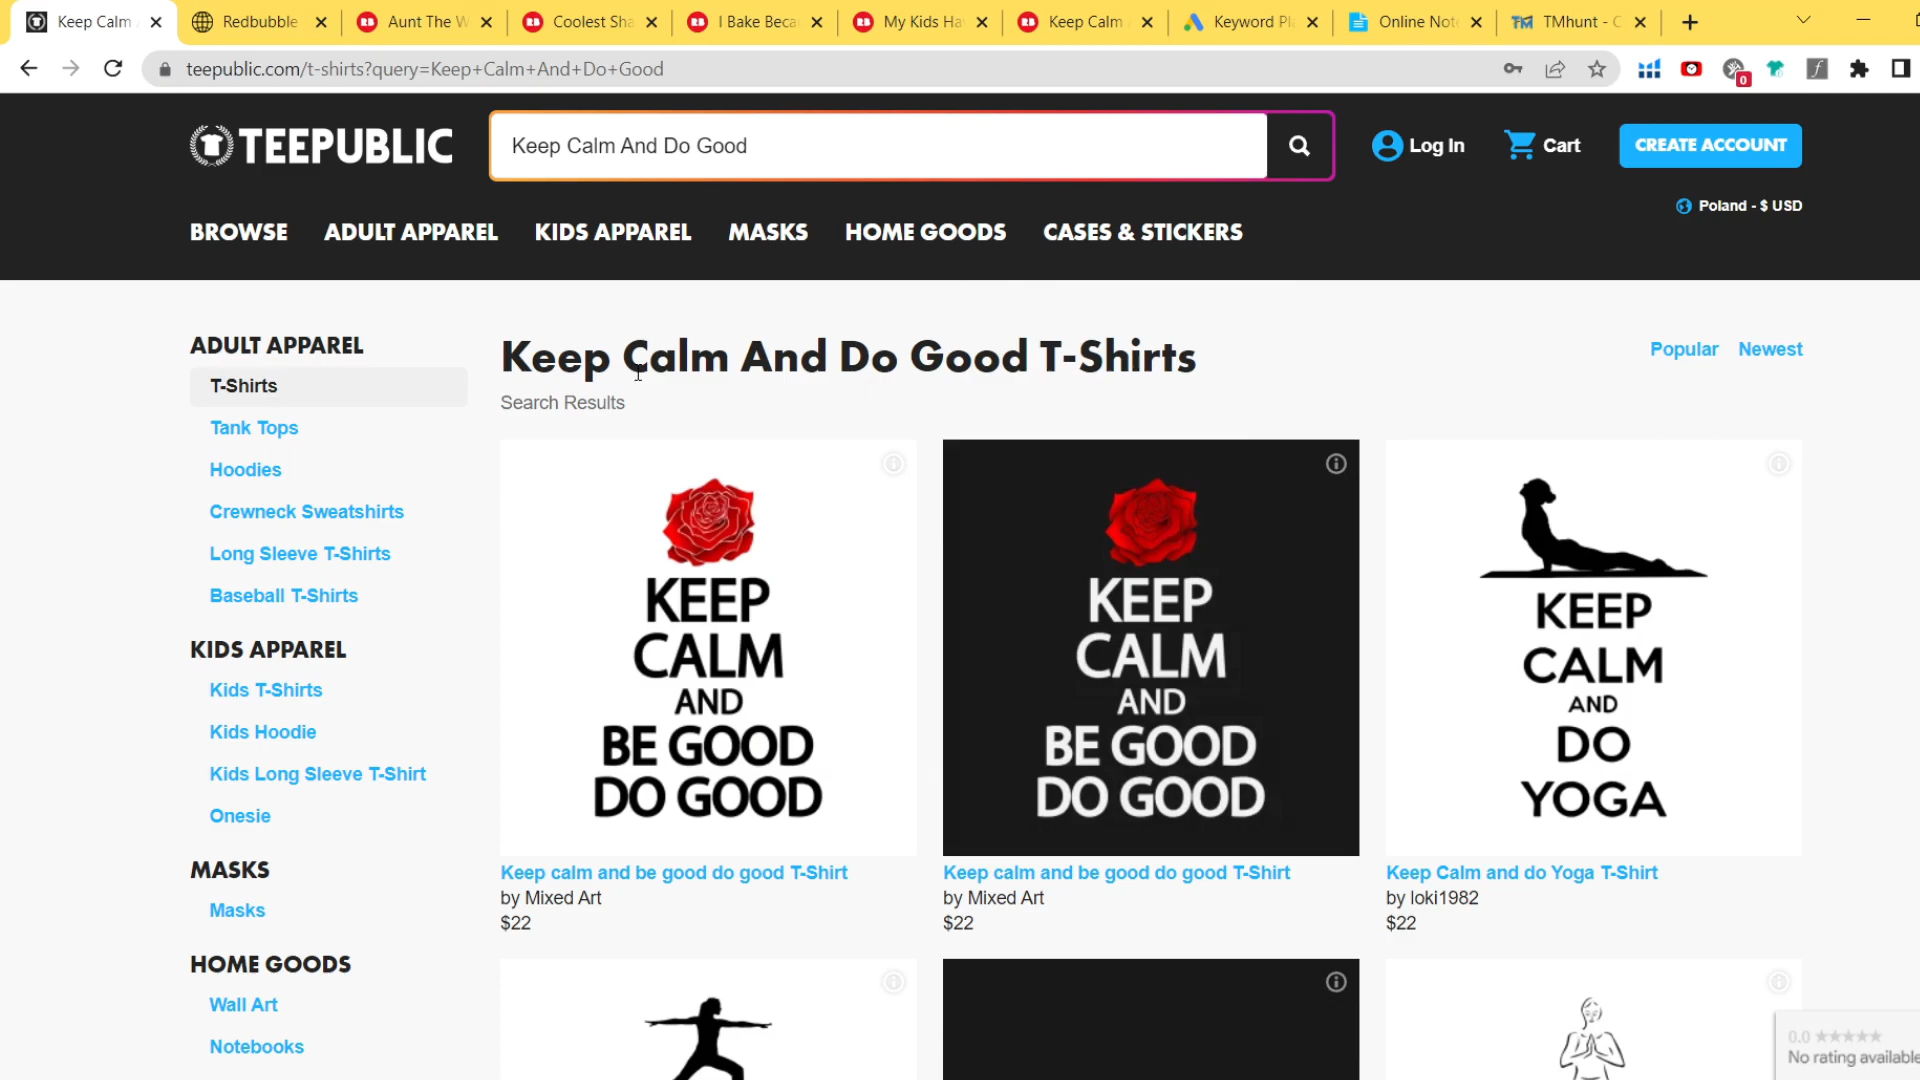 Keep Calm
Redbubble
Aunt The W
Coolest Sha
I Bake Beca
My Kids Ha
Keep Calm
Keyword Pl
Online Note
TMhunt - C
teepublic.com/t-shirts?query=Keep+Calm+And+Do+Good
0
TEEPUBLIC
Keep Calm And Do Good
Log In
Cart
CREATE ACCOUNT
Poland - $ USD
BROWSE
ADULT APPAREL
KIDS APPAREL
MASKS
HOME GOODS
CASES & STICKERS
ADULT APPAREL
T-Shirts
Tank Tops
Hoodies
Crewneck Sweatshirts
Long Sleeve T-Shirts
Baseball T-Shirts
KIDS APPAREL
Kids T-Shirts
Kids Hoodie
Kids Long Sleeve T-Shirt
Onesie
MASKS
Masks
HOME GOODS
Wall Art
Notebooks
Keep Calm And Do Good T-Shirts
Search Results
Popular
Newest
KEEP
CALM
AND
BE GOOD
DO GOOD
Keep calm and be good do good T-Shirt
by Mixed Art
$22
KEEP
CALM
AND
BE GOOD
DO GOOD
Keep calm and be good do good T-Shirt
by Mixed Art
$22
KEEP
CALM
AND
DO
YOGA
Keep Calm and do Yoga T-Shirt
by loki1982
$22
0.0
No rating available